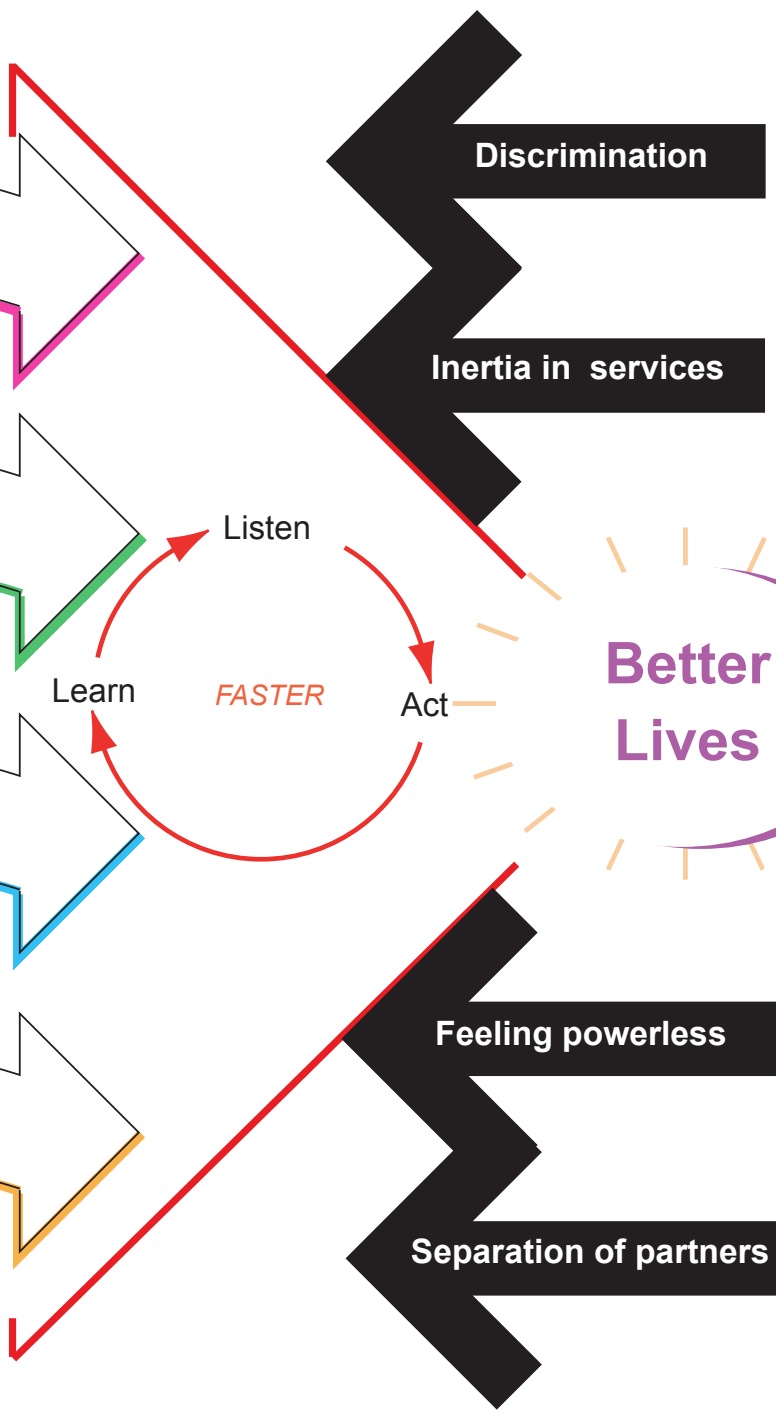 Discrimination
Inertia in  services
Listen
Learn
FASTER
Act
Better
Lives
Feeling powerless
Separation of partners